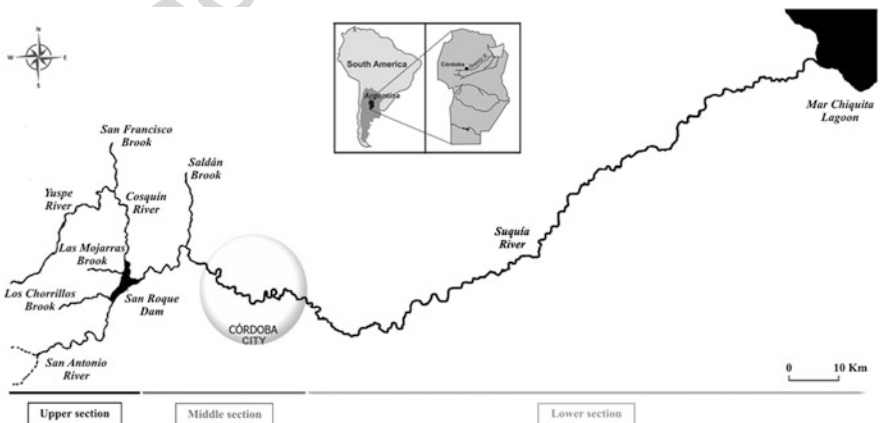 N
W E
S
South America
Argentina
Córdoba
Mar Chiquita
Lagoon
San Francisco
Brook
Saldán
Brook
Yuspe
River
Cosquín
River
Suquía
River
Las Mojarras
Brook
Los Chorrillos
Brook
San Roque
Dam
CÓRDOBA
CITY
San Antonio
River
0 10 Km
Upper section
Middle section
Lower section